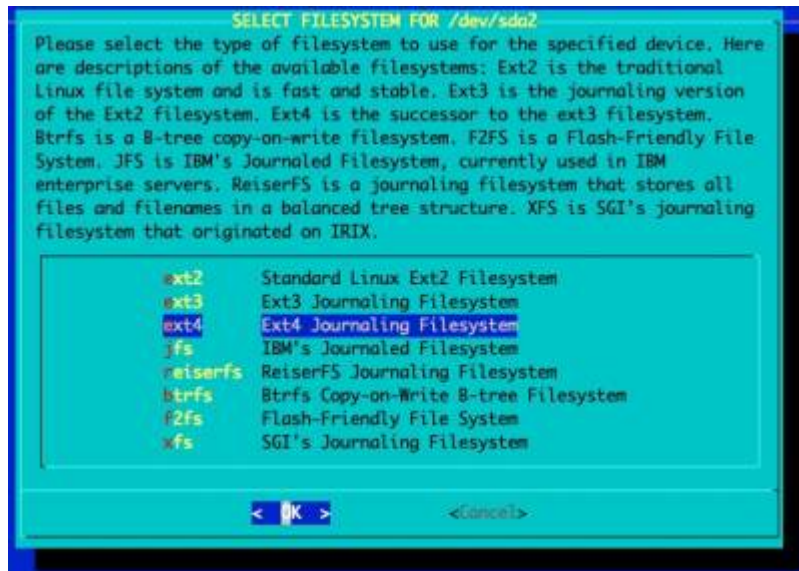 SELECT FILESYSTEM FOR /dev/sda2
Please select the type of filesystem to use for the specified device. Here
are descriptions of the available filesystems: Ext2 is the traditional
Linux file system and is fast and stable. Ext3 is the journaling version
of the Ext2 filesystem. Ext4 is the successor to the ext3 filesystem.
Btrfs is a B-tree copy-on-write filesystem. F2FS is a Flash-Friendly File
System. JFS is IBM's Journaled Filesystem, currently used in IBM
enterprise servers. ReiserFS is a journaling filesystem that stores all
files and filenames in a balanced tree structure. XFS is SGI's journaling
filesystem that originated on IRIX.
ext2 Standard Linux Ext2 Filesystem
ext3 Ext3 Journaling Filesystem
ext4 Ext4 Journaling Filesystem
jfs IBM's Journaled Filesystem
reiserfs ReiserFS Journaling Filesystem
btrfs Btrfs Copy-on-Write B-tree Filesystem
f2fs Flash-Friendly File System
xfs SGI's Journaling Filesystem
< OK > <Cancel>